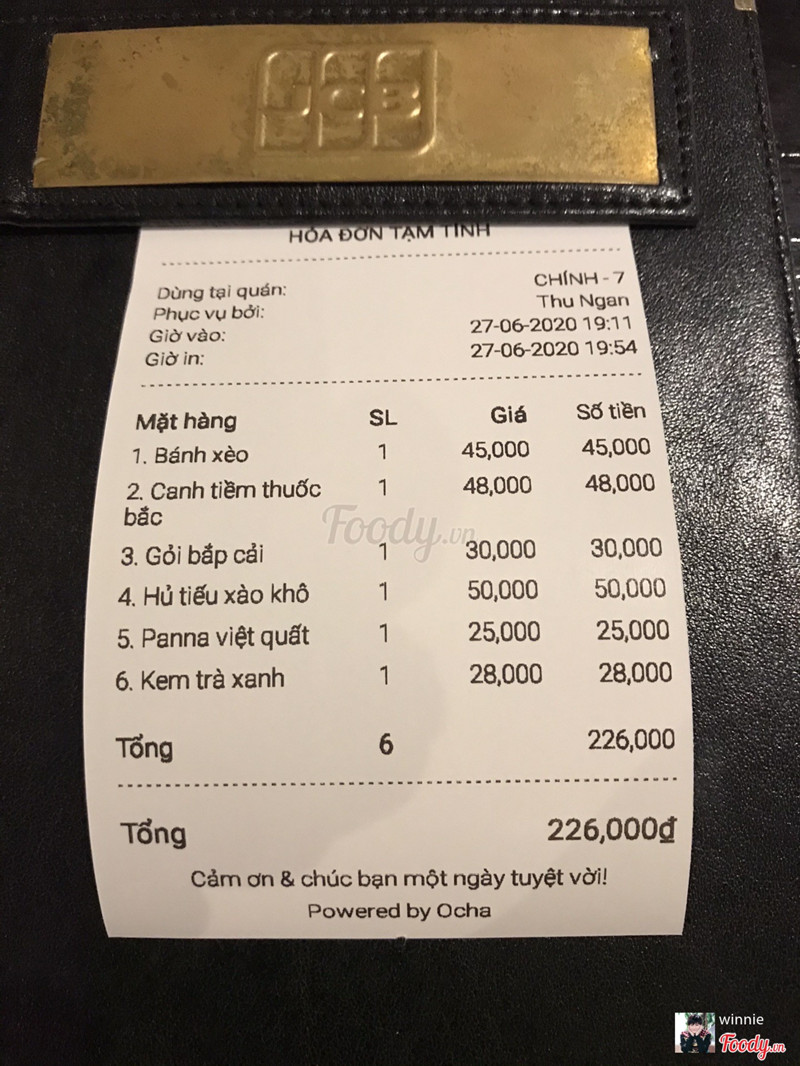 JCB
HÓA ĐƠN TẠM TÍNH
Dùng tại quán: CHÍNH - 7
Phục vụ bởi: Thu Ngan
Giờ vào: 27-06-2020 19:11
Giờ in: 27-06-2020 19:54
Mặt hàng SL Giá Số tiền
1. Bánh xèo 1 45,000 45,000
2. Canh tiềm thuốc 1 48,000 48,000
bắc
Foody.vn
3. Gỏi bắp cải 1 30,000 30,000
4. Hủ tiếu xào khô 1 50,000 50,000
5. Panna việt quất 1 25,000 25,000
6. Kem trà xanh 1 28,000 28,000
Tổng 6 226,000
Tổng 226,000₫
Cảm ơn & chúc bạn một ngày tuyệt vời!
Powered by Ocha
winnie
Foody.vn